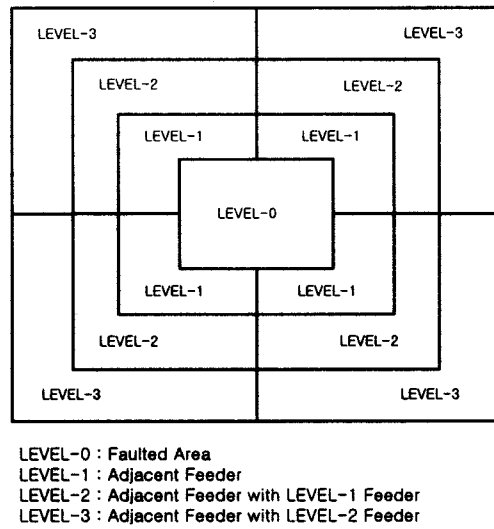 LEVEL-3
LEVEL-3
LEVEL-2
LEVEL-2
LEVEL-1
LEVEL-1
LEVEL-0
LEVEL-1
LEVEL-1
LEVEL-2
LEVEL-2
LEVEL-3
LEVEL-3
LEVEL-0 : Faulted Area
LEVEL-1 : Adjacent Feeder
LEVEL-2 : Adjacent Feeder with LEVEL-1 Feeder
LEVEL-3 : Adjacent Feeder with LEVEL-2 Feeder